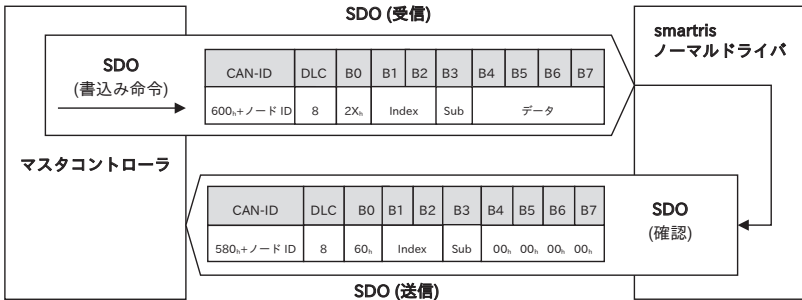 SDO (受信)
smartris
ノーマルドライバ
SDO
(書込み命令)
CAN-ID DLC B0 B1 B2 B3 B4 B5 B6 B7
600h+ノード ID 8 2Xh Index Sub データ
マスタコントローラ
CAN-ID DLC B0 B1 B2 B3 B4 B5 B6 B7
580h+ノード ID 8 60h Index Sub 00h 00h 00h 00h
SDO
(確認)
SDO (送信)